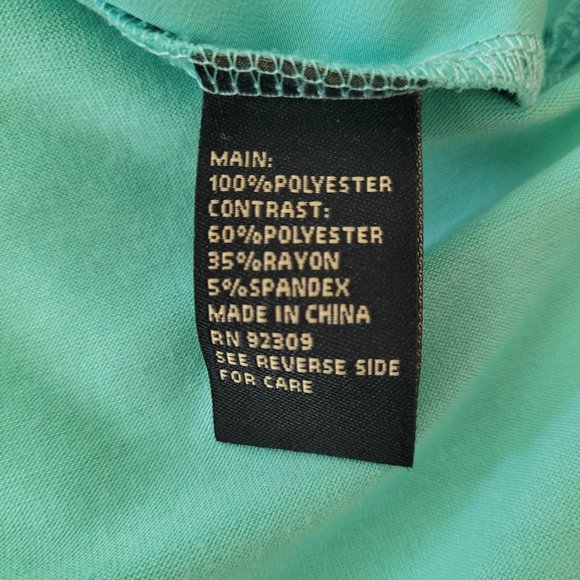 MAIN:
100%POLYESTER
CONTRAST:
60%POLYESTER
35%RAYON
5%SPANDEX
MADE IN CHINA
RN 92309
SEE REVERSE SIDE
FOR CARE